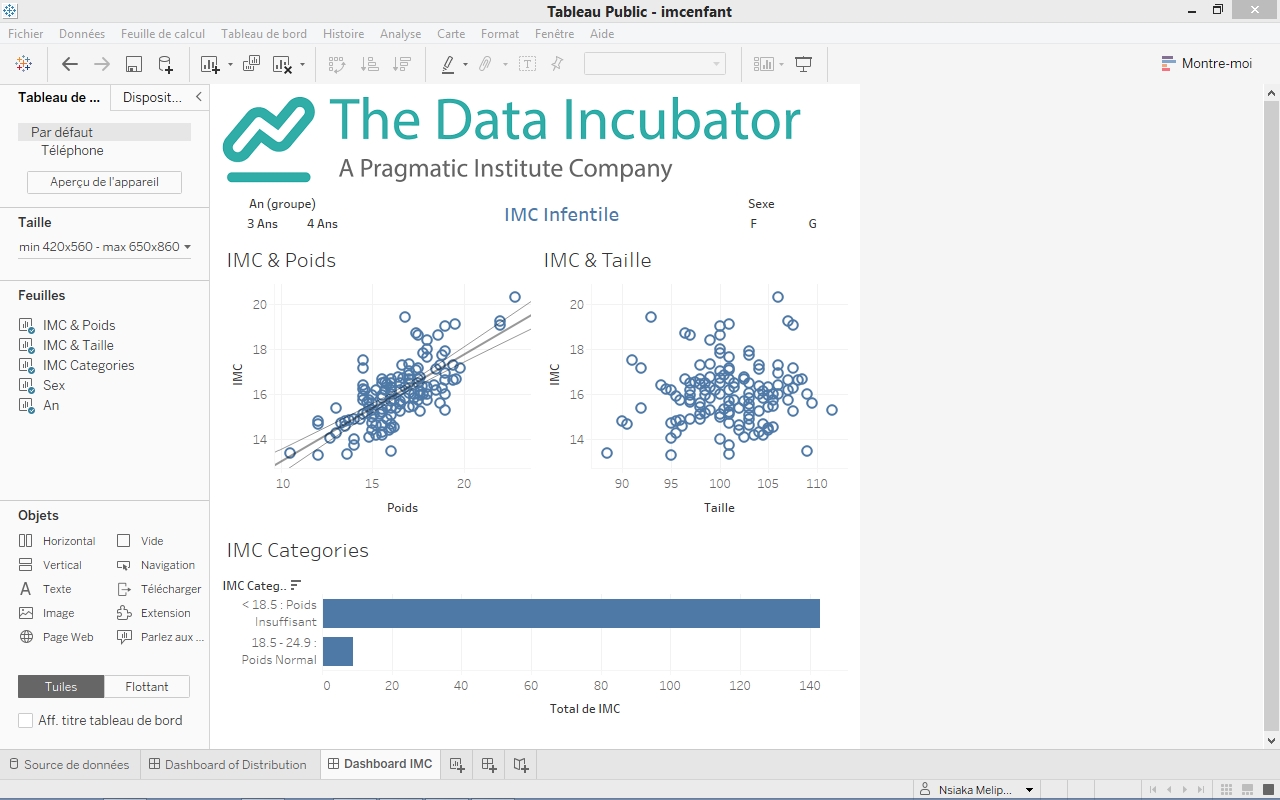 Tableau Public - imcenfant
Fichier Données Feuille de calcul Tableau de bord Histoire Analyse Carte Format Fenêtre Aide
Montre-moi
Tableau de ... Disposit...
Par défaut
Téléphone
Aperçu de l'appareil
Taille
min 420x560 - max 650x860
Feuilles
IMC & Poids
IMC & Taille
IMC Categories
Sex
An
Objets
Horizontal Vide
Vertical Navigation
Texte Télécharger
Image Extension
Page Web Parlez aux ...
Tuiles Flottant
Aff. titre tableau de bord
The Data Incubator
A Pragmatic Institute Company
An (groupe)
3 Ans 4 Ans
IMC Infentile
Sexe
F G
IMC & Poids
IMC
20
18
16
14
10 15 20
Poids
IMC & Taille
IMC
20
18
16
14
90 95 100 105 110
Taille
IMC Categories
IMC Categ..
< 18.5 : Poids
Insuffisant
18.5 - 24.9 :
Poids Normal
0 20 40 60 80 100 120 140
Total de IMC
Source de données Dashboard of Distribution Dashboard IMC
Nsiaka Melip...